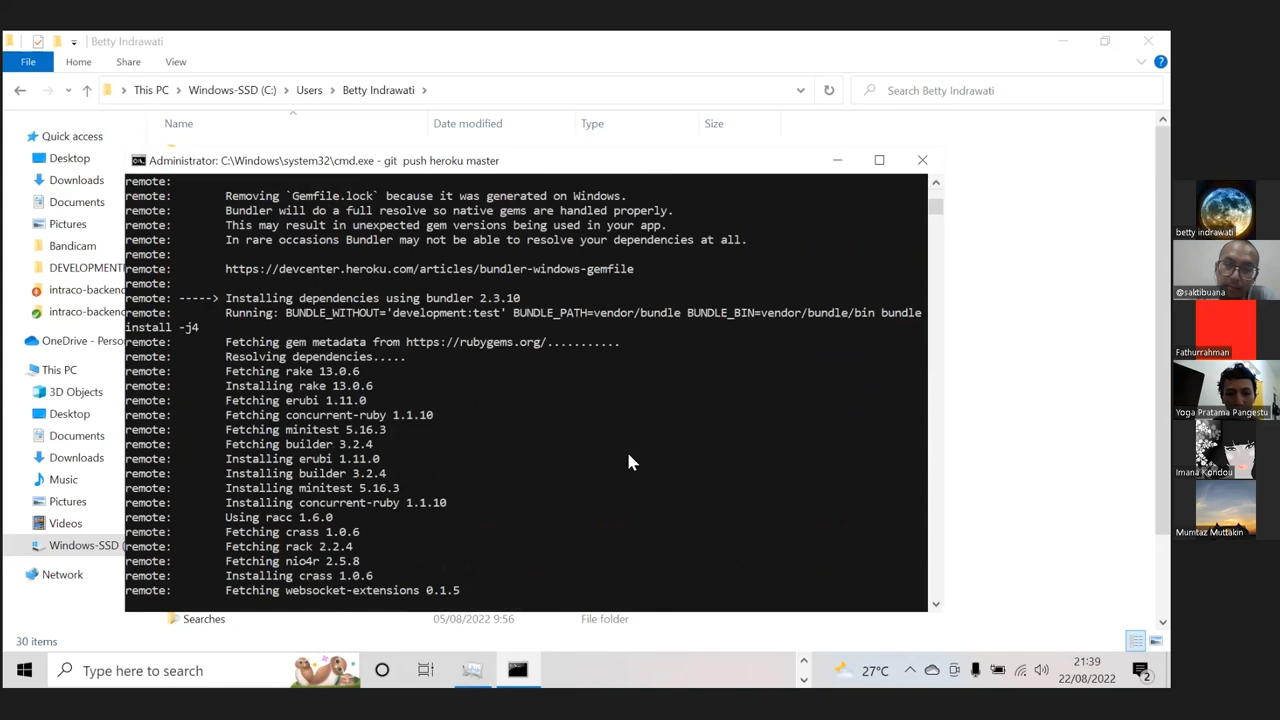 Betty Indrawati
File
Home
Share
View
This PC
Windows-SSD (C:)
Users
Betty Indrawati
Search Betty Indrawati
Name
Date modified
Type
Size
Quick access
Desktop
Downloads
Documents
Pictures
Bandicam
DEVELOPMENT
intraco-backend
intraco-backend
OneDrive - Perso
This PC
3D Objects
Desktop
Documents
Downloads
Music
Pictures
Videos
Windows-SSD (
Network
Administrator: C:\Windows\system32\cmd.exe - git  push heroku master
remote:
remote:        Removing `Gemfile.lock` because it was generated on Windows.
remote:        Bundler will do a full resolve so native gems are handled properly.
remote:        This may result in unexpected gem versions being used in your app.
remote:        In rare occasions Bundler may not be able to resolve your dependencies at all.
remote:
remote:        https://devcenter.heroku.com/articles/bundler-windows-gemfile
remote:
remote: -----> Installing dependencies using bundler 2.3.10
remote:        Running: BUNDLE_WITHOUT='development:test' BUNDLE_PATH=vendor/bundle BUNDLE_BIN=vendor/bundle/bin bundle
install -j4
remote:        Fetching gem metadata from https://rubygems.org/...........
remote:        Resolving dependencies.....
remote:        Fetching rake 13.0.6
remote:        Installing rake 13.0.6
remote:        Fetching erubi 1.11.0
remote:        Fetching concurrent-ruby 1.1.10
remote:        Fetching minitest 5.16.3
remote:        Fetching builder 3.2.4
remote:        Installing erubi 1.11.0
remote:        Installing builder 3.2.4
remote:        Installing minitest 5.16.3
remote:        Installing concurrent-ruby 1.1.10
remote:        Using racc 1.6.0
remote:        Fetching crass 1.0.6
remote:        Fetching rack 2.2.4
remote:        Fetching nio4r 2.5.8
remote:        Installing crass 1.0.6
remote:        Fetching websocket-extensions 0.1.5
Searches
05/08/2022 9:56
File folder
30 items
Type here to search
27°C
21:39
22/08/2022
2
betty indrawati
@saktibuana
Fathurrahman
Yoga Pratama Pangestu
Imana Kondou
Mumtaz Muttakin